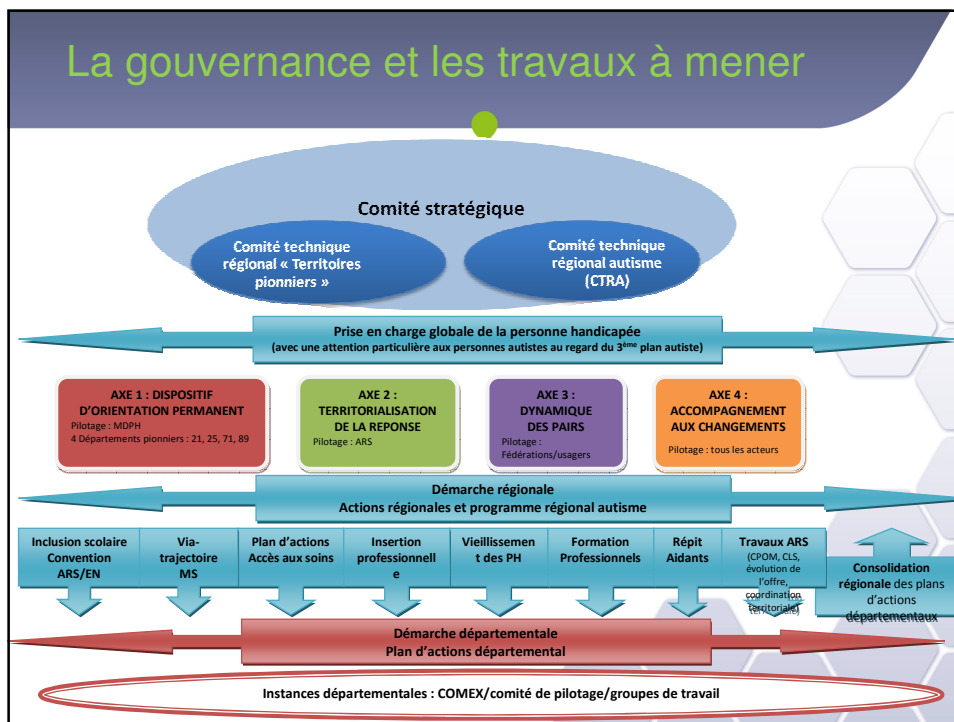 La gouvernance et les travaux à mener
Comité stratégique
Comité technique
régional « Territoires
pionniers »
Comité technique
régional autisme
(CTRA)
Prise en charge globale de la personne handicapée
(avec une attention particulière aux personnes autistes au regard du 3ème plan autiste)
AXE 1 : DISPOSITIF
D'ORIENTATION PERMANENT
Pilotage : MDPH
4 Départements pionniers : 21, 25, 71, 89
AXE 2 :
TERRITORIALISATION
DE LA REPONSE
Pilotage : ARS
AXE 3 :
DYNAMIQUE
DES PAIRS
Pilotage :
Fédérations/usagers
AXE 4 :
ACCOMPAGNEMENT
AUX CHANGEMENTS
Pilotage : tous les acteurs
Démarche régionale
Actions régionales et programme régional autisme
Inclusion scolaire
Convention
ARS/EN
Via-
trajectoire
MS
Plan d'actions
Accès aux soins
Insertion
professionnell
e
Vieillissemen
t des PH
Formation
Professionnels
Répit
Aidants
Travaux ARS
(CPOM, CLS,
évolution de
l'offre,
coordination
territoriale)
Consolidation
régionale des plans
d'actions
départementaux
Démarche départementale
Plan d'actions départemental
Instances départementales : COMEX/comité de pilotage/groupes de travail